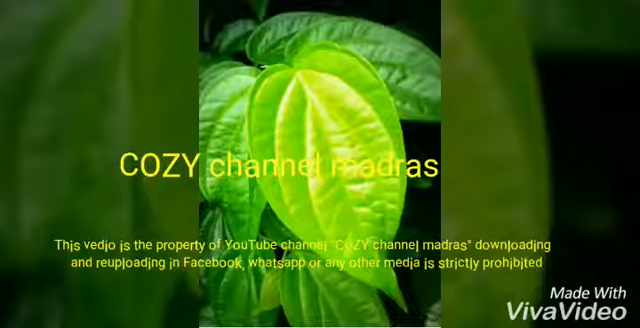 COZY channel madras
This vedio is the property of YouTube channel "COZY channel madras" downloading
and reuploading in Facebook, whatsapp or any other media is strictly prohibited
Made With
VivaVideo